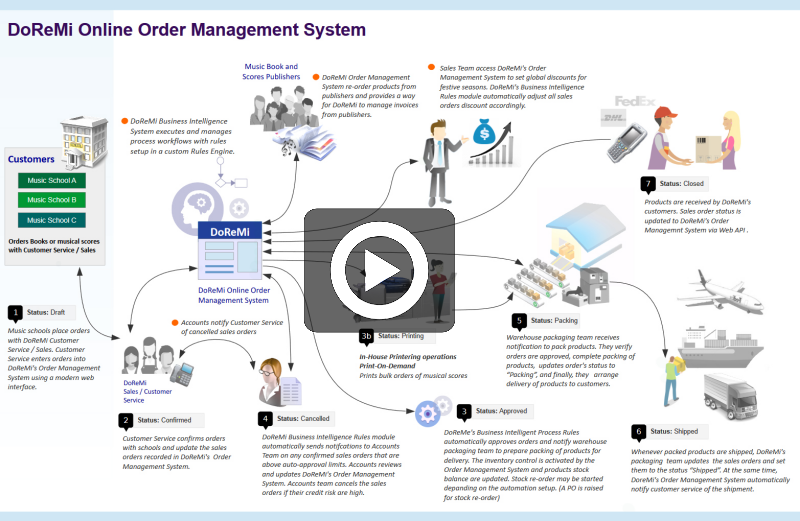 DoReMi Online Order Management System
Music Book and
Scores Publishers
DoReMi Order Management
System re-order products from
publishers and provides a way
for DoReMi to manage invoices
from publishers.
Sales Team access DoReMi's Order
Management System to set global discounts for
festive seasons. DoReMi's Business Intelligence
Rules module automatically adjust all sales
orders discount accordingly.
FedEx
DoReMi Business Intelligence
System executes and manages
process workflows with rules
setup in a custom Rules Engine.
Customers
Music School A
Music School B
Music School C
Orders Books or musical scores
with Customer Service / Sales
7 Status: Closed
Products are received by DoReMi's
customers. Sales order status is
updated to DoReMi's Order
Managemnt System via Web API .
DoReMi
DoReMi Online Order
Management System
1 Status: Draft
Music schools place orders
with DoReMi Customer
Service / Sales. Customer
Service enters orders into
DoReMi's Order Management
System using a modern web
interface.
Accounts notify Customer Service
of cancelled sales orders
3b Status: Printing
In-House Printering operations
Print-On-Demand
Prints bulk orders of musical scores
5 Status: Packing
Warehouse packaging team receives
notification to pack products. They verify
orders are approved, complete packing of
products, updates order's status to
"Packing", and finally, they arrange
delivery of products to customers.
DoReMi
Sales / Customer
Service
2 Status: Confirmed
Customer Service confirms orders
with schools and update the sales
orders recorded in DoReMi's Order
Management System.
4 Status: Cancelled
DoReMi Business Intelligence Rules module
automatically sends notifcations to Accounts
Team on any confirmed sales orders that are
above auto-approval limits. Accounts reviews
and updates DoReMi's Order Management
System. Accounts team cancels the sales
orders if their credit risk are high.
3 Status: Approved
DoReMe's Business Intelligent Process Rules
automatically approves orders and notify warehouse
packaging team to prepare packing of products for
delivery. The inventory control is activated by the
Order Management System and products stock
balance are updated. Stock re-order may be started
depending on the automation setup. (A PO is raised
for stock re-order)
6 Status: Shipped
Whenever packed products are shipped, DoReMi's
packaging team updates the sales orders and set
them to the status "Shipped". At the same time,
DoreMi's Order Management System automatically
notify customer service of the shipment.